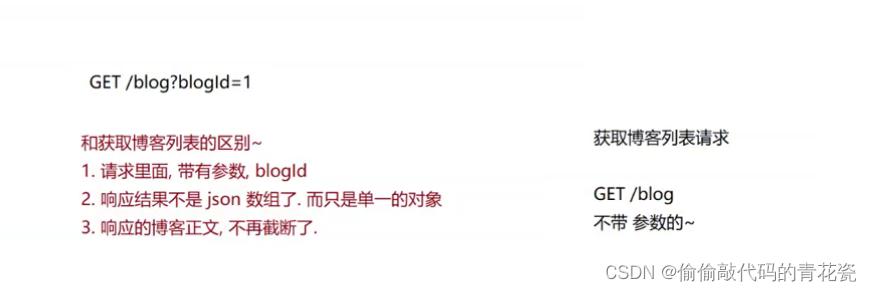 GET /blog?blogId=1
和获取博客列表的区别~
1. 请求里面, 带有参数, blogId
2. 响应结果不是 json 数组了. 而只是单一的对象
3. 响应的博客正文, 不再截断了.
获取博客列表请求
GET /blog
不带 参数的~
CSDN @偷偷敲代码的青花瓷